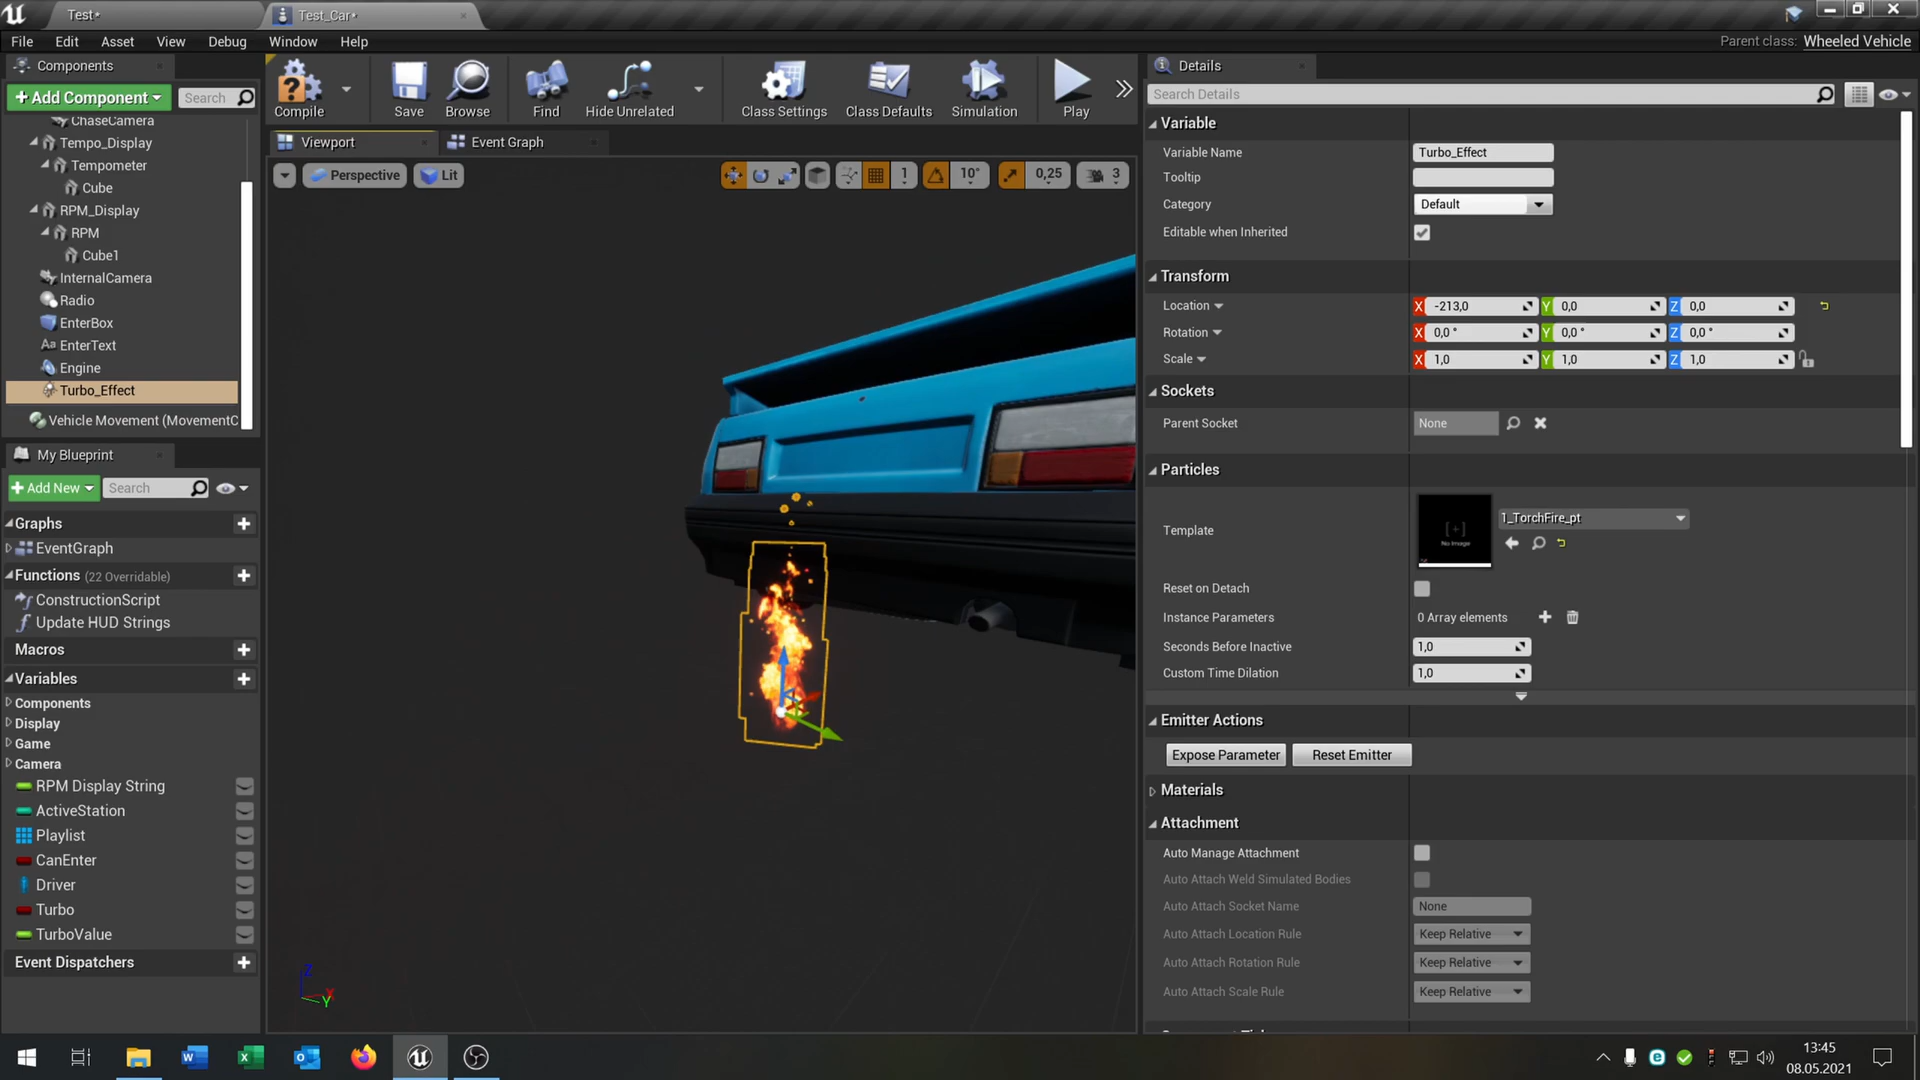 Test*
Test_Car*
File Edit Asset View Debug Window Help
Parent class: Wheeled Vehicle
Components
Add Component
Search
ChaseCamera
Tempo_Display
Tempometer
Cube
RPM_Display
RPM
Cube1
InternalCamera
Radio
EnterBox
Aa EnterText
Engine
Turbo_Effect
Vehicle Movement (MovementC
My Blueprint
Add New
Search
Graphs
EventGraph
Functions (22 Overridable)
ConstructionScript
Update HUD Strings
Macros
Variables
Components
Display
Game
Camera
RPM Display String
ActiveStation
Playlist
CanEnter
Driver
Turbo
TurboValue
Event Dispatchers
Compile
Save
Browse
Find
Hide Unrelated
Class Settings
Class Defaults
Simulation
Play
Viewport
Event Graph
Perspective
Lit
1
10°
0,25
3
Z
X
Y
Details
Search Details
Variable
Variable Name Turbo_Effect
Tooltip
Category Default
Editable when Inherited
Transform
Location X -213,0 Y 0,0 Z 0,0
Rotation X 0,0 ° Y 0,0 ° Z 0,0 °
Scale X 1,0 Y 1,0 Z 1,0
Sockets
Parent Socket None
Particles
Template
No Image
1_TorchFire_pt
Reset on Detach
Instance Parameters 0 Array elements
Seconds Before Inactive 1,0
Custom Time Dilation 1,0
Emitter Actions
Expose Parameter Reset Emitter
Materials
Attachment
Auto Manage Attachment
Auto Attach Weld Simulated Bodies
Auto Attach Socket Name None
Auto Attach Location Rule Keep Relative
Auto Attach Rotation Rule Keep Relative
Auto Attach Scale Rule Keep Relative
13:45
08.05.2021